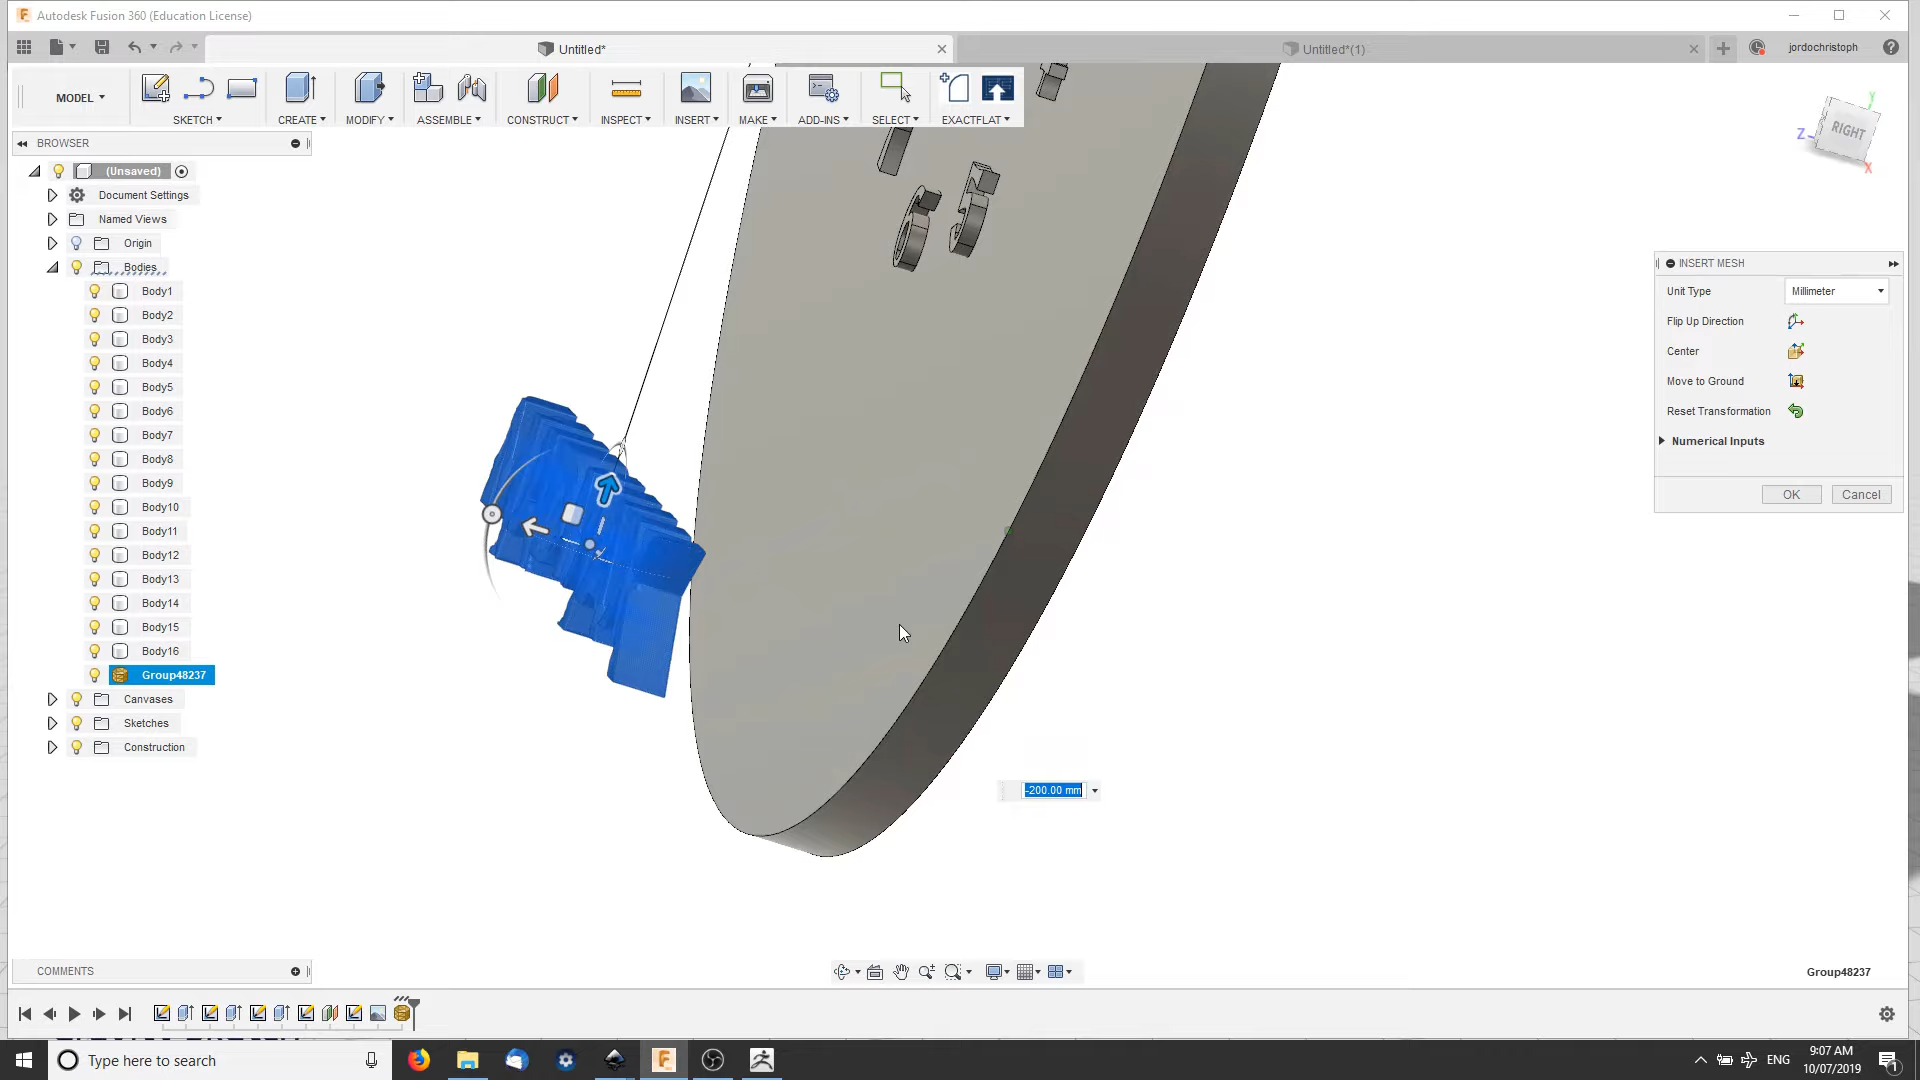 Autodesk Fusion 360 (Education License)
Untitled*
Untitled*(1)
jordochristoph
MODEL
SKETCH
CREATE
MODIFY
ASSEMBLE
CONSTRUCT
INSPECT
INSERT
MAKE
ADD-INS
SELECT
EXACTFLAT
BROWSER
(Unsaved)
Document Settings
Named Views
Origin
Bodies
Body1
Body2
Body3
Body4
Body5
Body6
Body7
Body8
Body9
Body10
Body11
Body12
Body13
Body14
Body15
Body16
Group48237
Canvases
Sketches
Construction
Y
Z
RIGHT
X
INSERT MESH
Unit Type
Millimeter
Flip Up Direction
Center
Move to Ground
Reset Transformation
Numerical Inputs
OK
Cancel
-200.00 mm
COMMENTS
Group48237
Type here to search
ENG
9:07 AM
10/07/2019
1